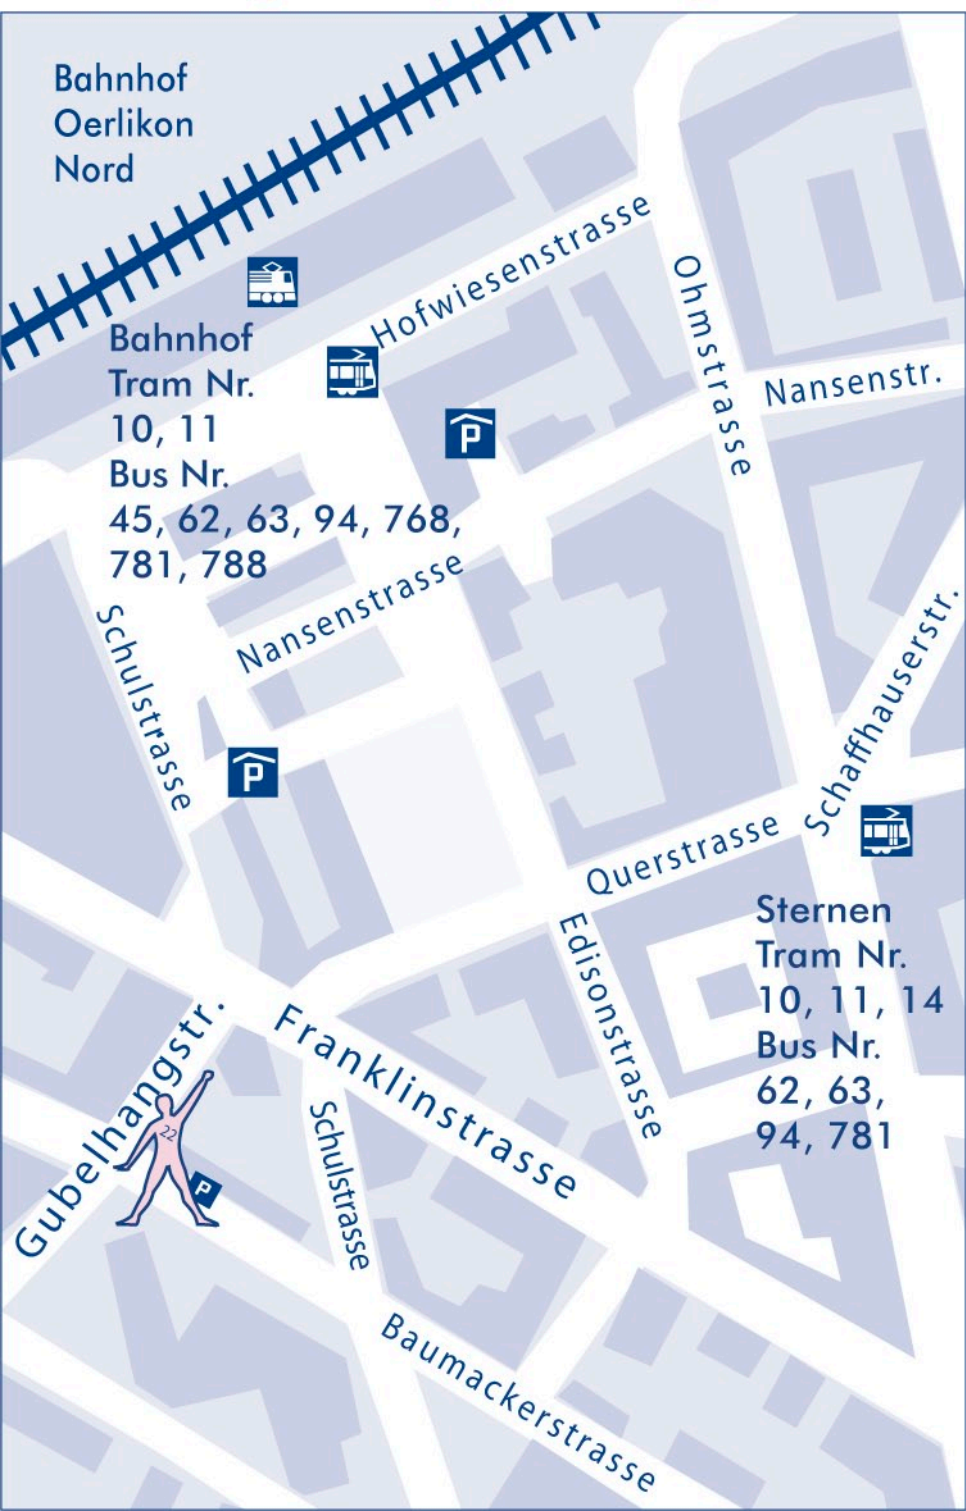 Bahnhof
Oerlikon
Nord
Hofwiesenstrasse
Ohmstrasse
Bahnhof
Tram Nr.
10, 11
Bus Nr.
45, 62, 63, 94, 768,
781, 788
Nansenstr.
P
Nansenstrasse
Schulstrasse
Schaffhauserstr.
P
Querstrasse
Sternen
Tram Nr.
10, 11, 14
Bus Nr.
62, 63,
94, 781
Edisonstrasse
Gubelhangstr.
Franklinstrasse
22
P
Schulstrasse
Baumackerstrasse